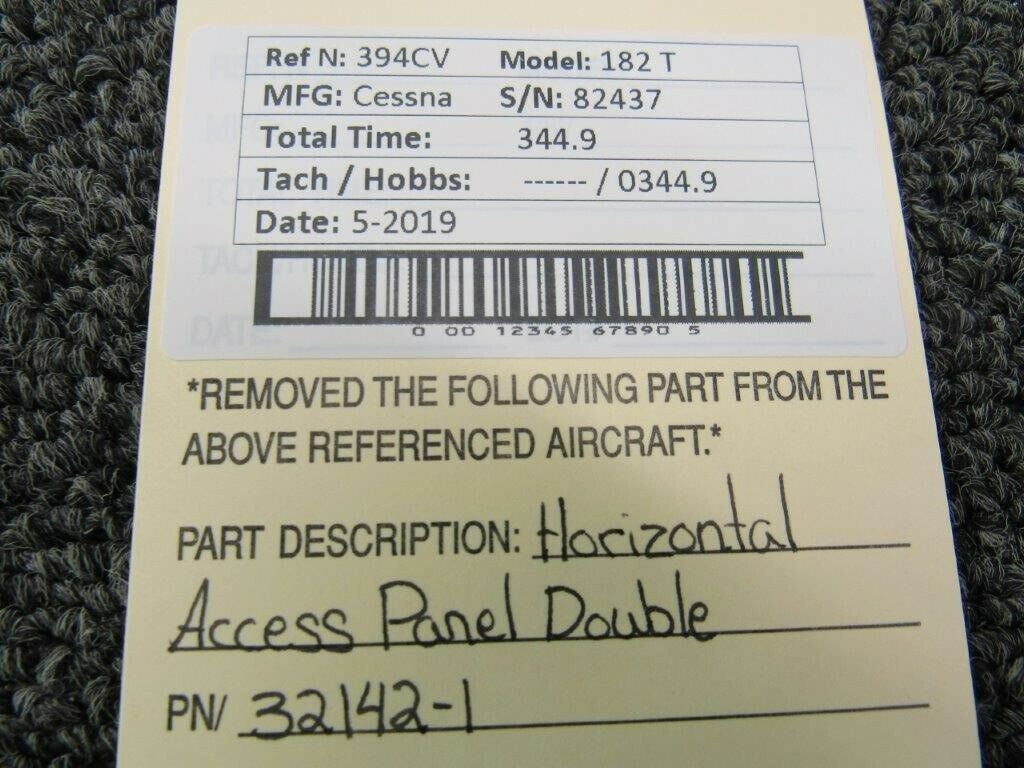 Ref N: 394CV Model: 182 T
MFG: Cessna S/N: 82437
Total Time: 344.9
Tach / Hobbs: ------ / 0344.9
Date: 5-2019
0 00 12345 67890 5
DATE:
*REMOVED THE FOLLOWING PART FROM THE
ABOVE REFERENCED AIRCRAFT.*
PART DESCRIPTION: Horizontal
Access Panel Double
PN/ 32142-1